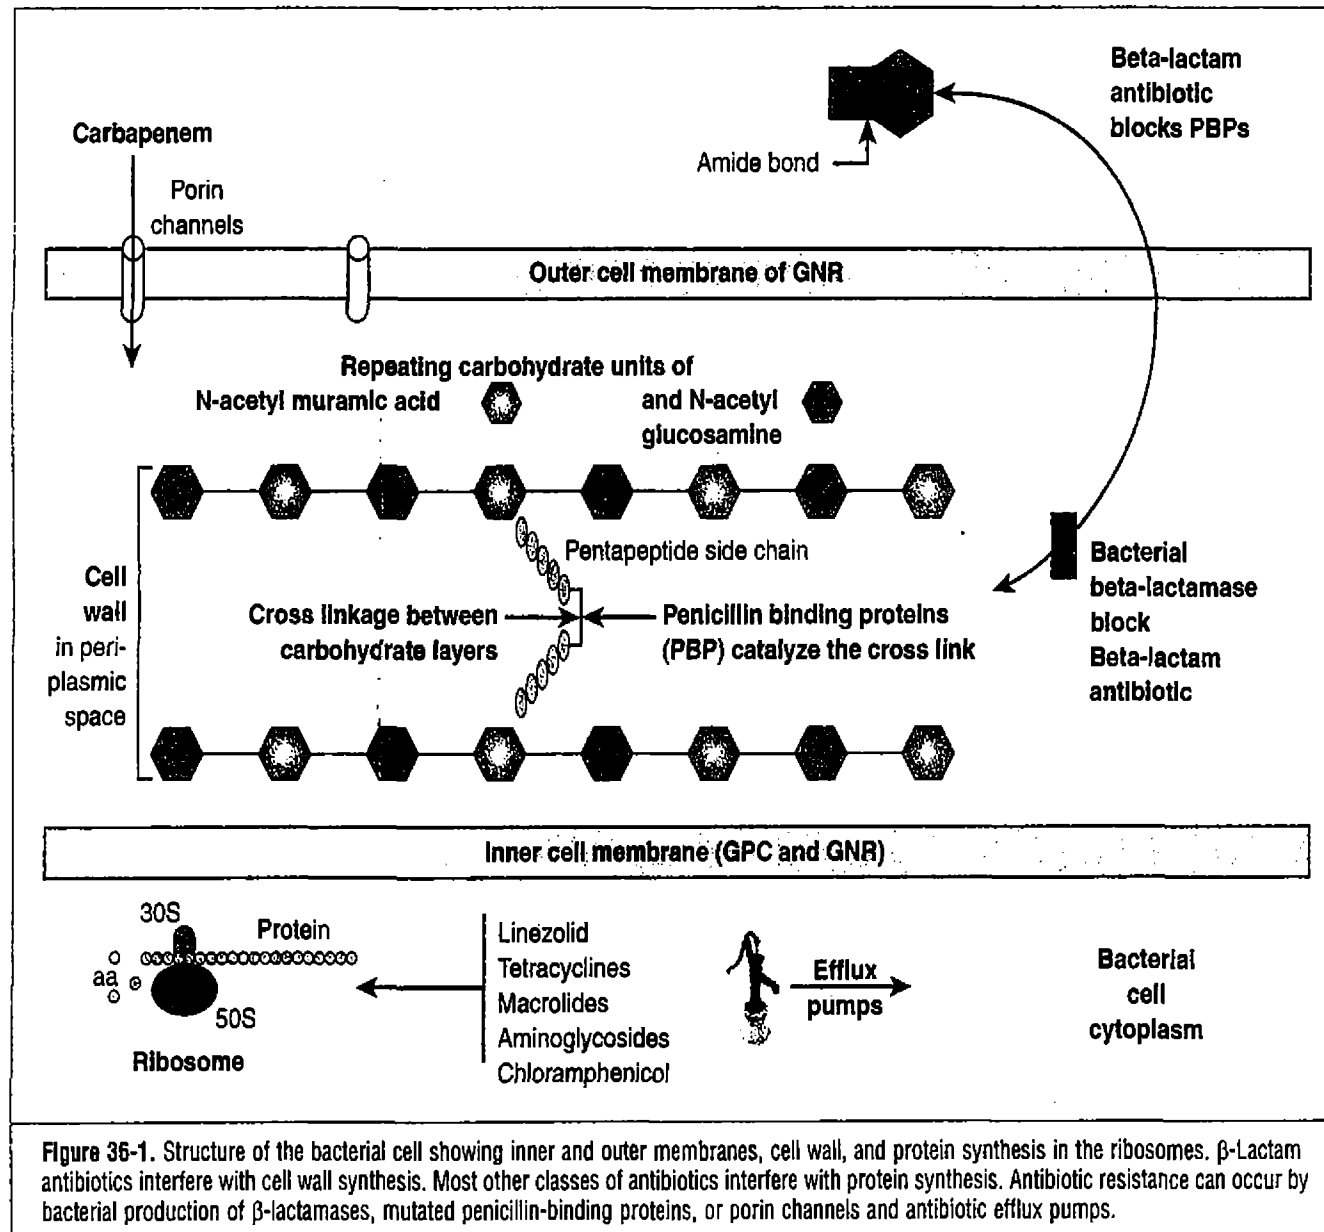 Beta-lactam
antibiotic
blocks PBPs
Carbapenem
Amide bond
Porin
channels
Outer cell membrane of GNR
Repeating carbohydrate units of
N-acetyl muramic acid
and N-acetyl
glucosamine
Pentapeptide side chain
Cell
wall
in peri-
plasmic
space
Cross linkage between
carbohydrate layers
Penicillin binding proteins
(PBP) catalyze the cross link
Bacterial
beta-lactamase
block
Beta-lactam
antibiotic
Inner cell membrane (GPC and GNR)
30S
Protein
aa
50S
Ribosome
Linezolid
Tetracyclines
Macrolides
Aminoglycosides
Chloramphenicol
Efflux
pumps
Bacterial
cell
cytoplasm
Figure 36-1. Structure of the bacterial cell showing inner and outer membranes, cell wall, and protein synthesis in the ribosomes. β-Lactam
antibiotics interfere with cell wall synthesis. Most other classes of antibiotics interfere with protein synthesis. Antibiotic resistance can occur by
bacterial production of β-lactamases, mutated penicillin-binding proteins, or porin channels and antibiotic efflux pumps.